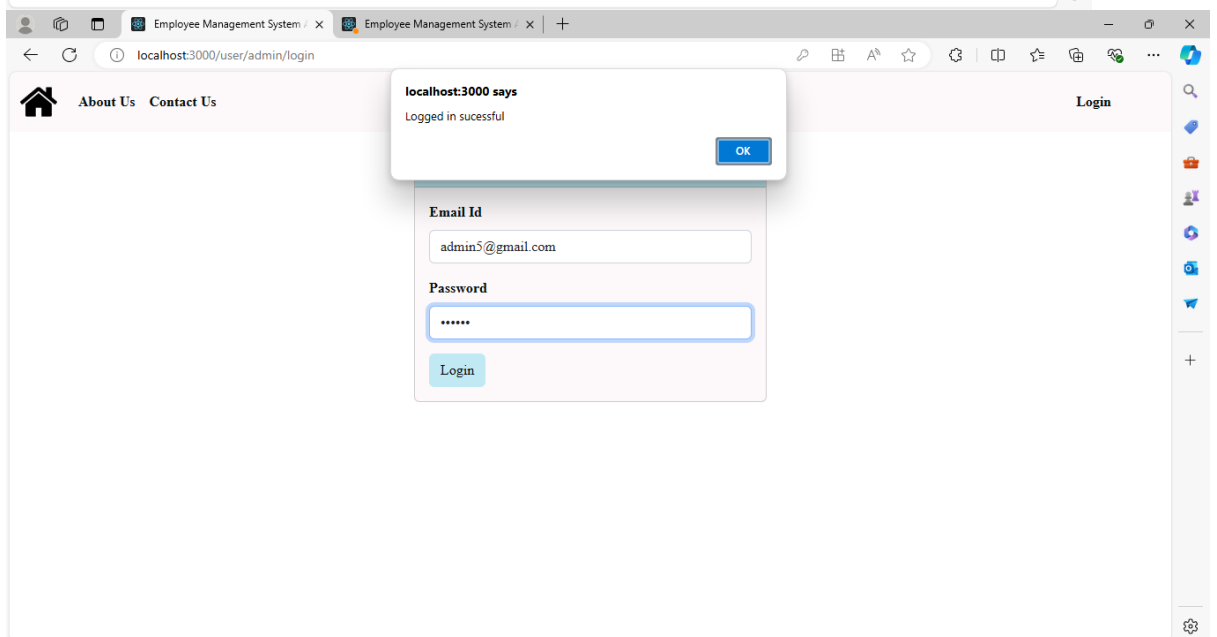 Employee Management System /
Employee Management System /
localhost:3000/user/admin/login
About Us Contact Us
Login
localhost:3000 says
Logged in sucessful
OK
Email Id
admin5@gmail.com
Password
••••••
Login